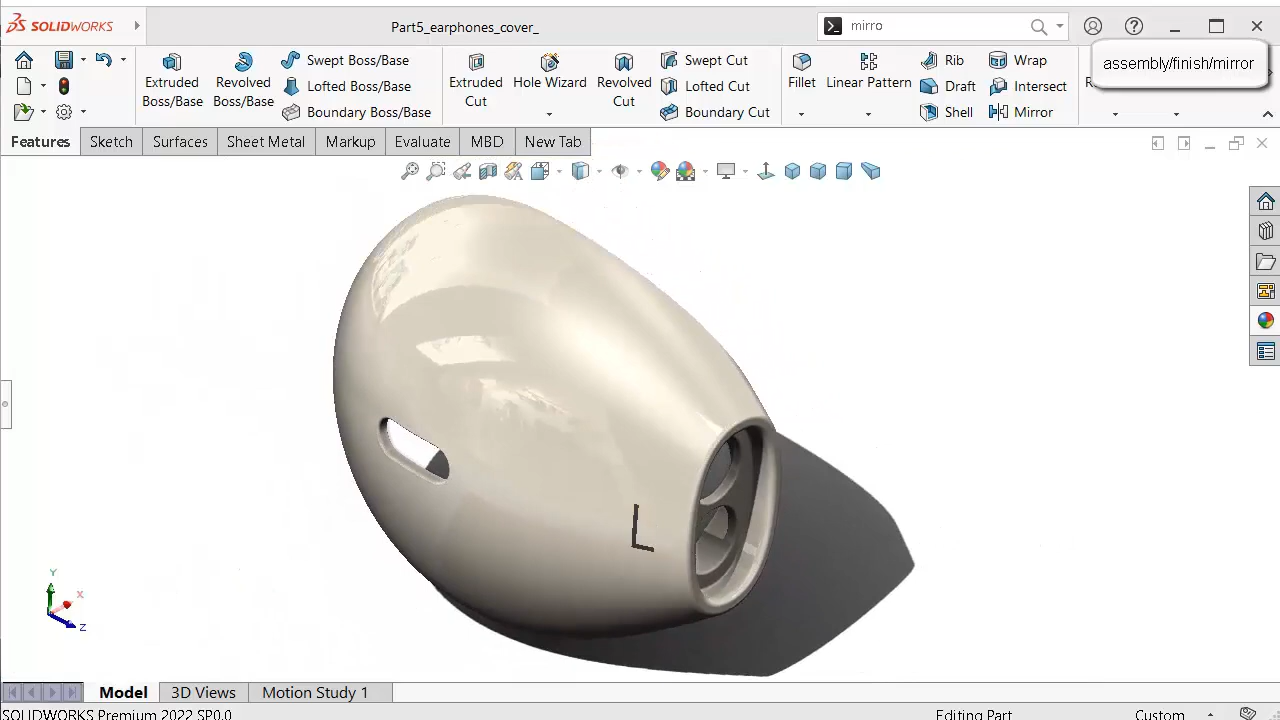 SOLIDWORKS
Part5_earphones_cover_
mirro
assembly/finish/mirror
Extruded Boss/Base
Revolved Boss/Base
Swept Boss/Base
Lofted Boss/Base
Boundary Boss/Base
Extruded Cut
Hole Wizard
Revolved Cut
Swept Cut
Lofted Cut
Boundary Cut
Fillet
Linear Pattern
Rib
Draft
Shell
Wrap
Intersect
Mirror
Features
Sketch
Surfaces
Sheet Metal
Markup
Evaluate
MBD
New Tab
L
Y
X
Z
Model
3D Views
Motion Study 1
SOLIDWORKS Premium 2022 SP0.0
Editing Part
Custom